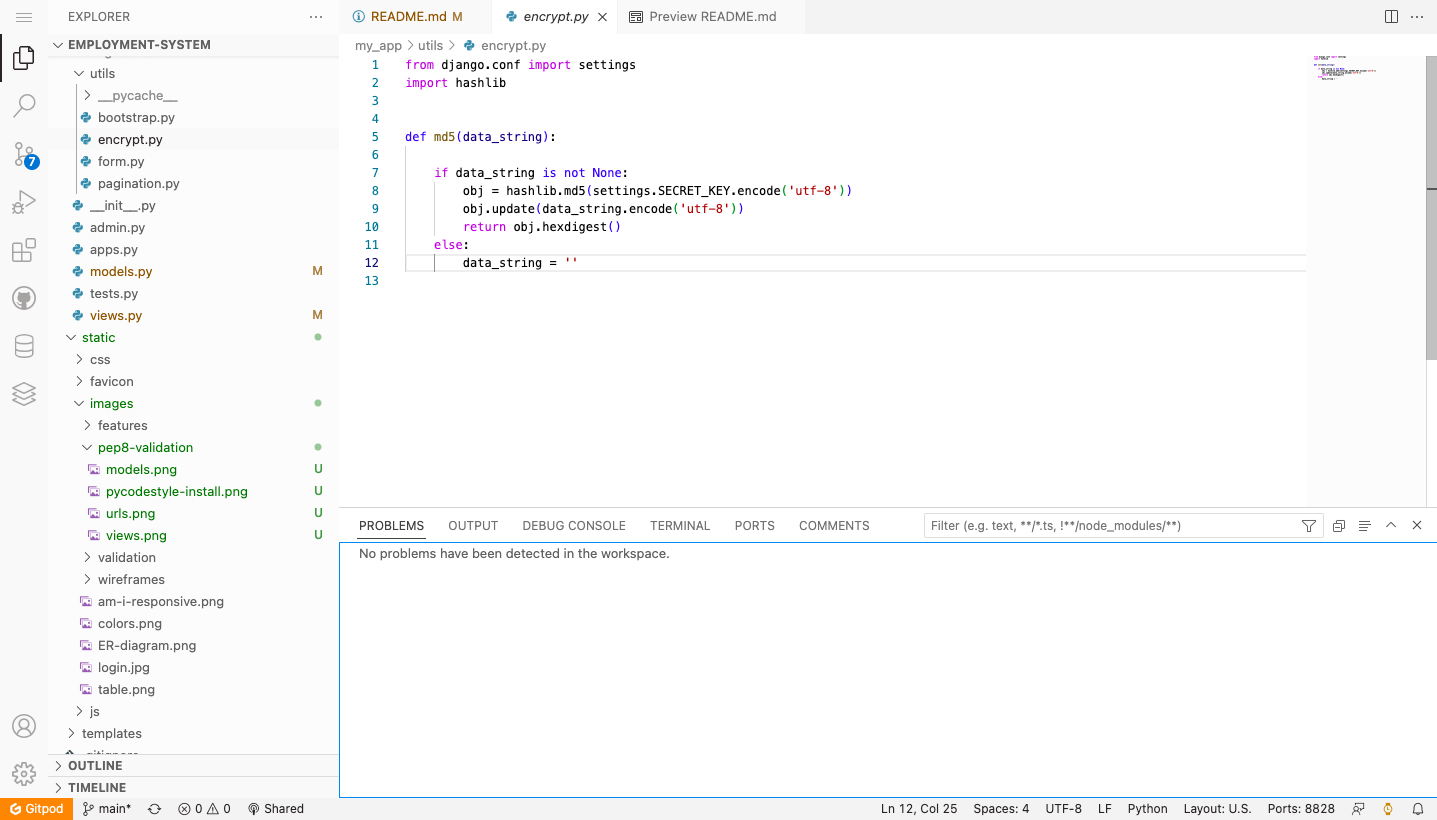 EXPLORER
EMPLOYMENT-SYSTEM
utils
__pycache__
bootstrap.py
encrypt.py
form.py
pagination.py
__init__.py
admin.py
apps.py
models.py M
tests.py
views.py M
static
css
favicon
images
features
pep8-validation
models.png U
pycodestyle-install.png U
urls.png U
views.png U
validation
wireframes
am-i-responsive.png
colors.png
ER-diagram.png
login.jpg
table.png
js
templates
.gitignore
OUTLINE
TIMELINE
7
README.md M
encrypt.py
Preview README.md
my_app > utils > encrypt.py
1 from django.conf import settings
2 import hashlib
3
4
5 def md5(data_string):
6
7 if data_string is not None:
8 obj = hashlib.md5(settings.SECRET_KEY.encode('utf-8'))
9 obj.update(data_string.encode('utf-8'))
10 return obj.hexdigest()
11 else:
12 data_string = ''
13
PROBLEMS OUTPUT DEBUG CONSOLE TERMINAL PORTS COMMENTS
Filter (e.g. text, **/*.ts, !**/node_modules/**)
No problems have been detected in the workspace.
Gitpod main* 0 0 Shared Ln 12, Col 25 Spaces: 4 UTF-8 LF Python Layout: U.S. Ports: 8828